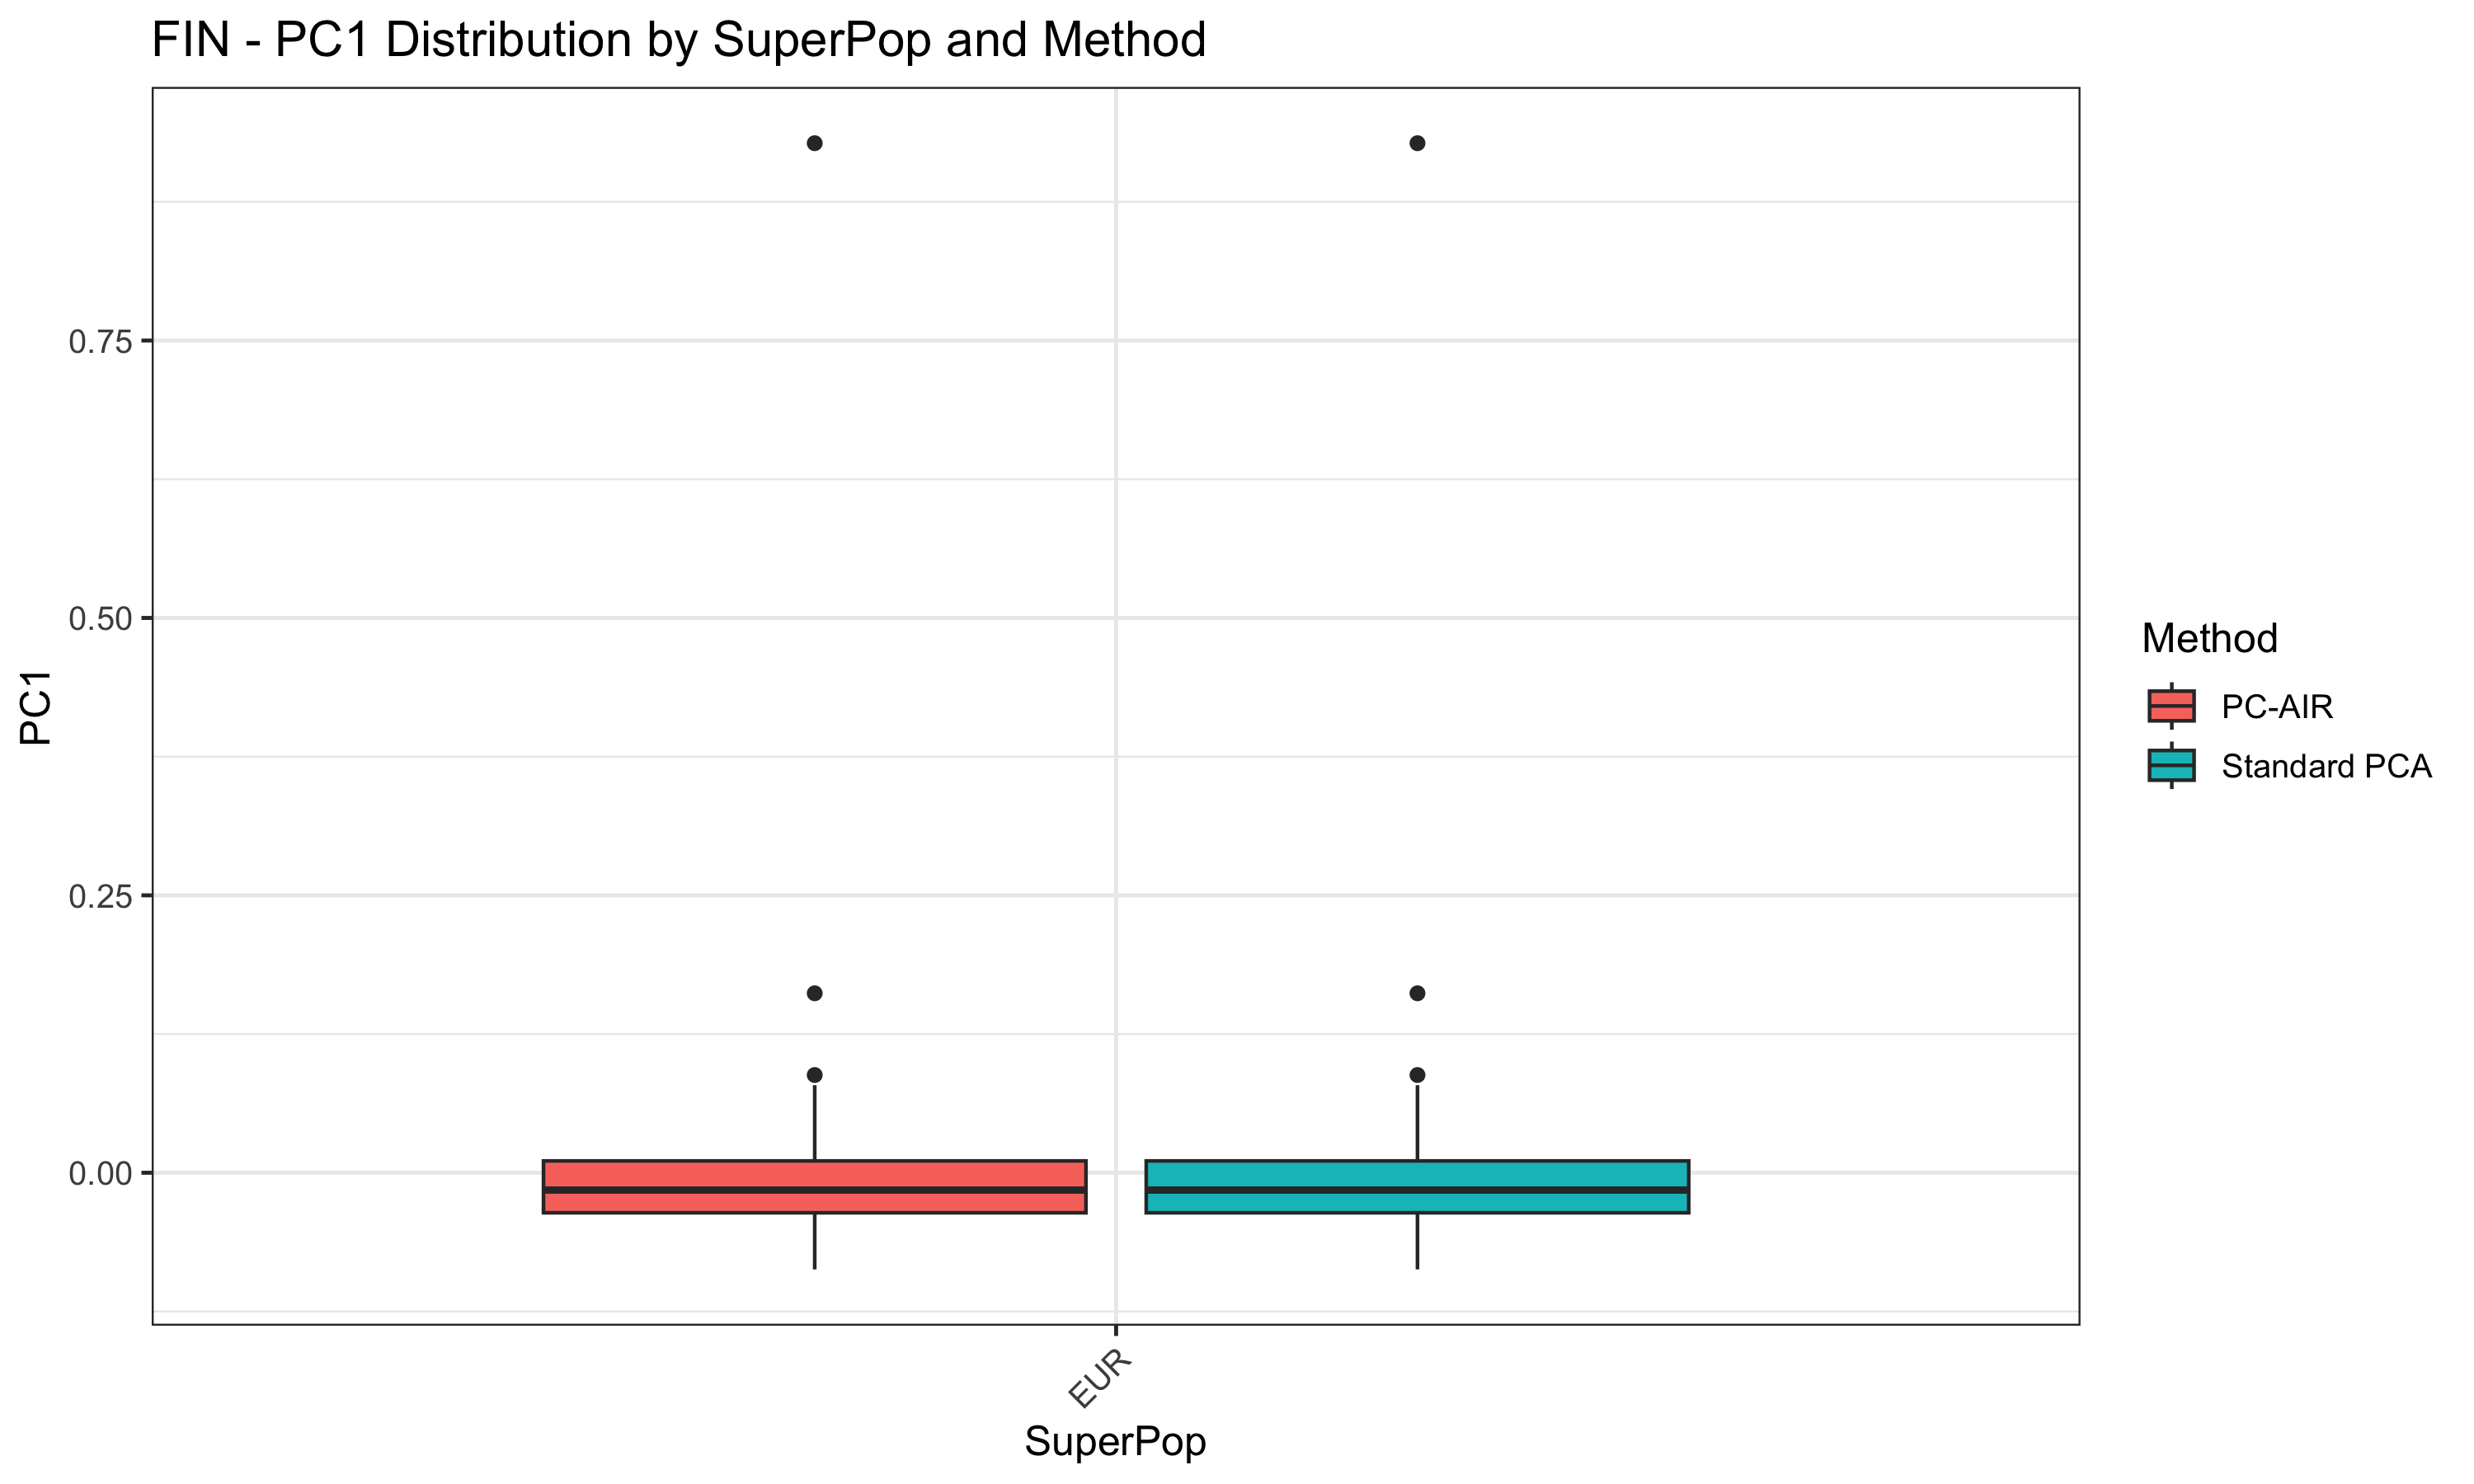 FIN - PC1 Distribution by SuperPop and Method
PC1
0.75
0.50
0.25
0.00
EUR
SuperPop
Method
PC-AIR
Standard PCA